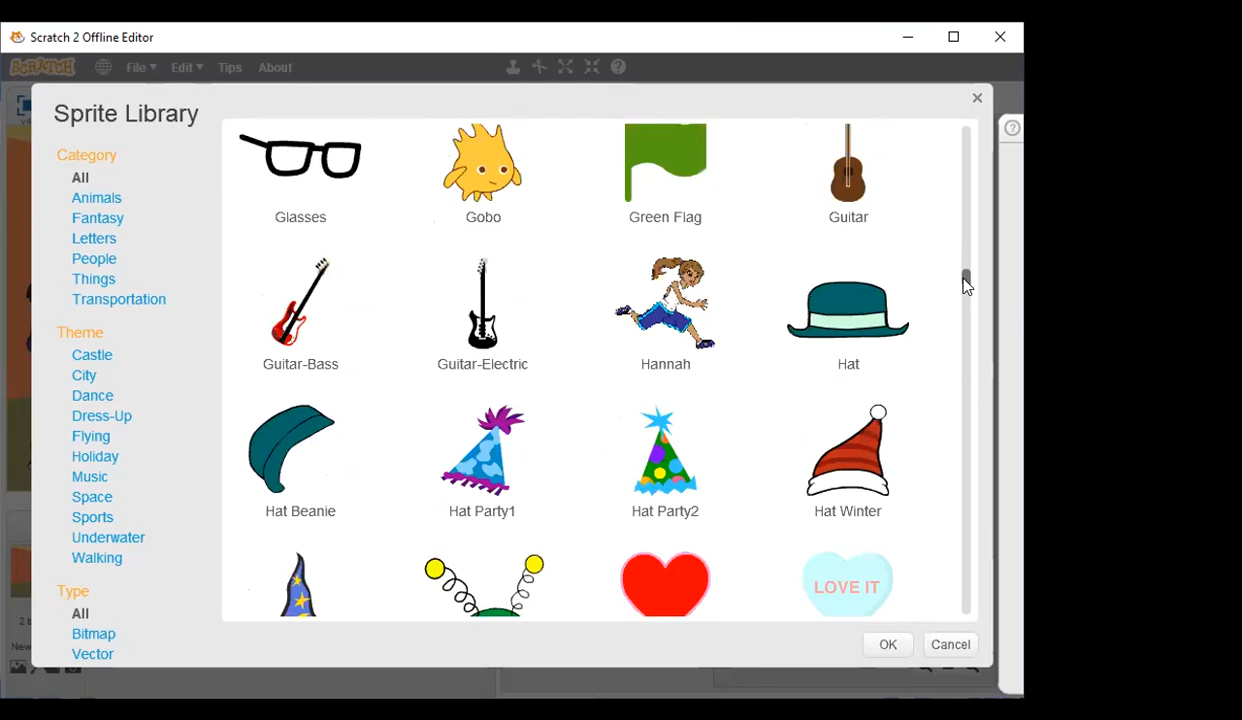 Scratch 2 Offline Editor
SCRATCH File Edit Tips About
Sprite Library
Category
All
Animals
Fantasy
Letters
People
Things
Transportation
Theme
Castle
City
Dance
Dress-Up
Flying
Holiday
Music
Space
Sports
Underwater
Walking
Type
All
Bitmap
Vector
Glasses Gobo Green Flag Guitar
Guitar-Bass Guitar-Electric Hannah Hat
Hat Beanie Hat Party1 Hat Party2 Hat Winter
LOVE IT
OK Cancel